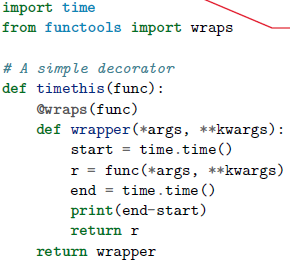 import time
from functools import wraps

# A simple decorator
def timethis(func):
    @wraps(func)
    def wrapper(*args, **kwargs):
        start = time.time()
        r = func(*args, **kwargs)
        end = time.time()
        print(end-start)
        return r
    return wrapper